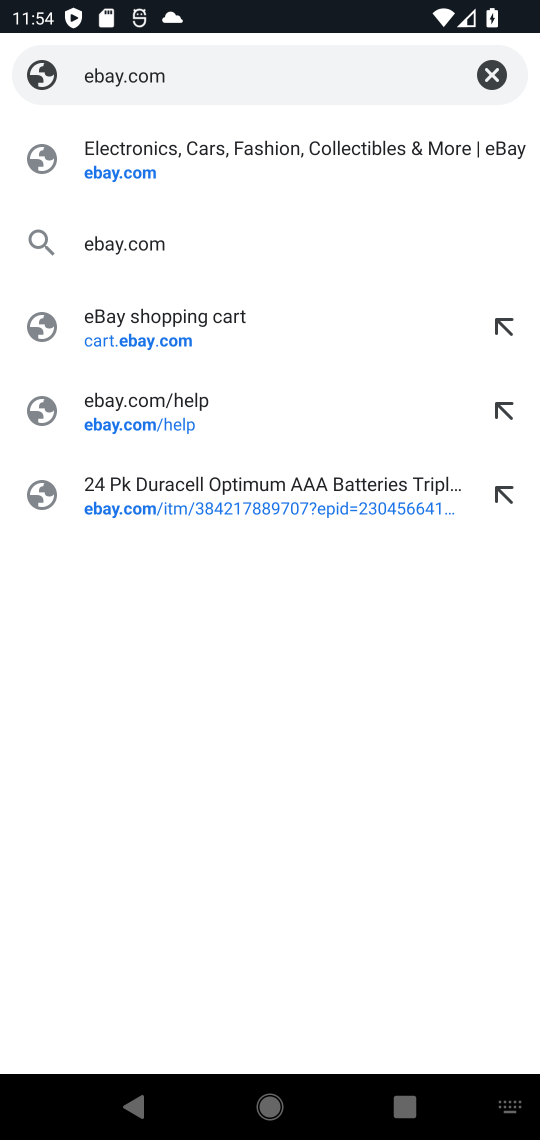 11:54
ebay.com
Electronics, Cars, Fashion, Collectibles & More | eBay
ebay.com
ebay.com
eBay shopping cart
cart.ebay.com
ebay.com/help
ebay.com/help
24 Pk Duracell Optimum AAA Batteries Tripl...
ebay.com/itm/384217889707?epid=230456641...